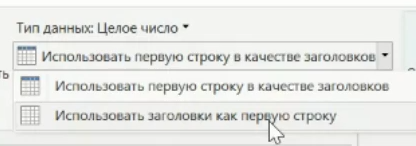 Тип данных: Целое число
Использовать первую строку в качестве заголовков
ть
Использовать первую строку в качестве заголовков
Использовать заголовки как первую строку